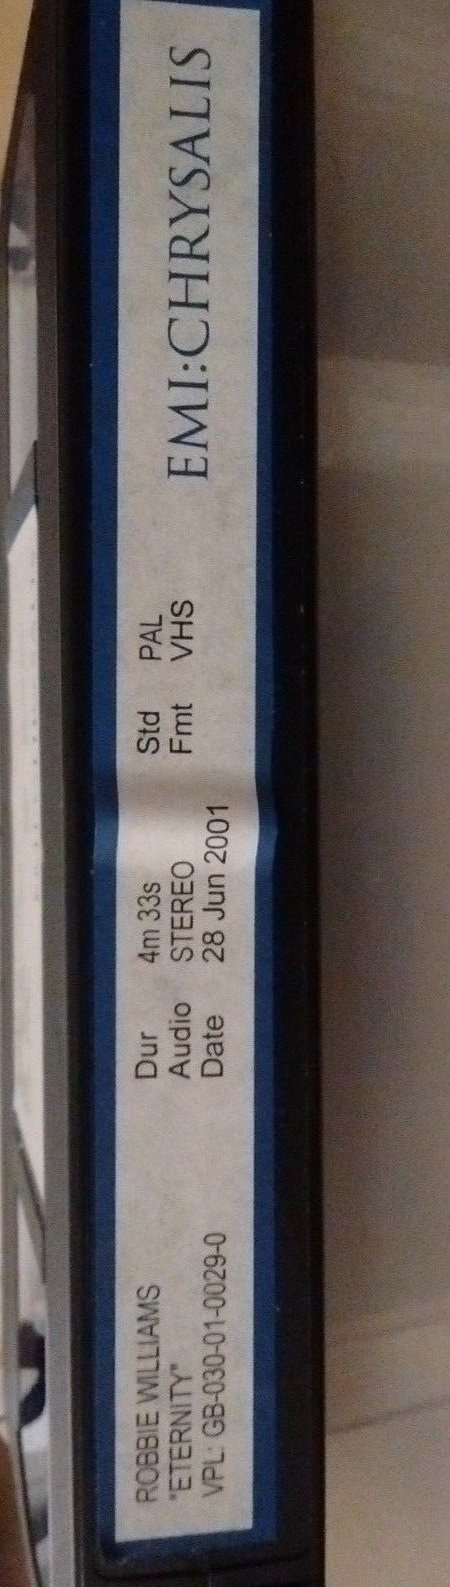 ROBBIE WILLIAMS
"ETERNITY"
VPL: GB-030-01-0029-0
Dur 4m 33s
Audio STEREO
Date 28 Jun 2001
Std PAL
Fmt VHS
EMI:CHRYSALIS